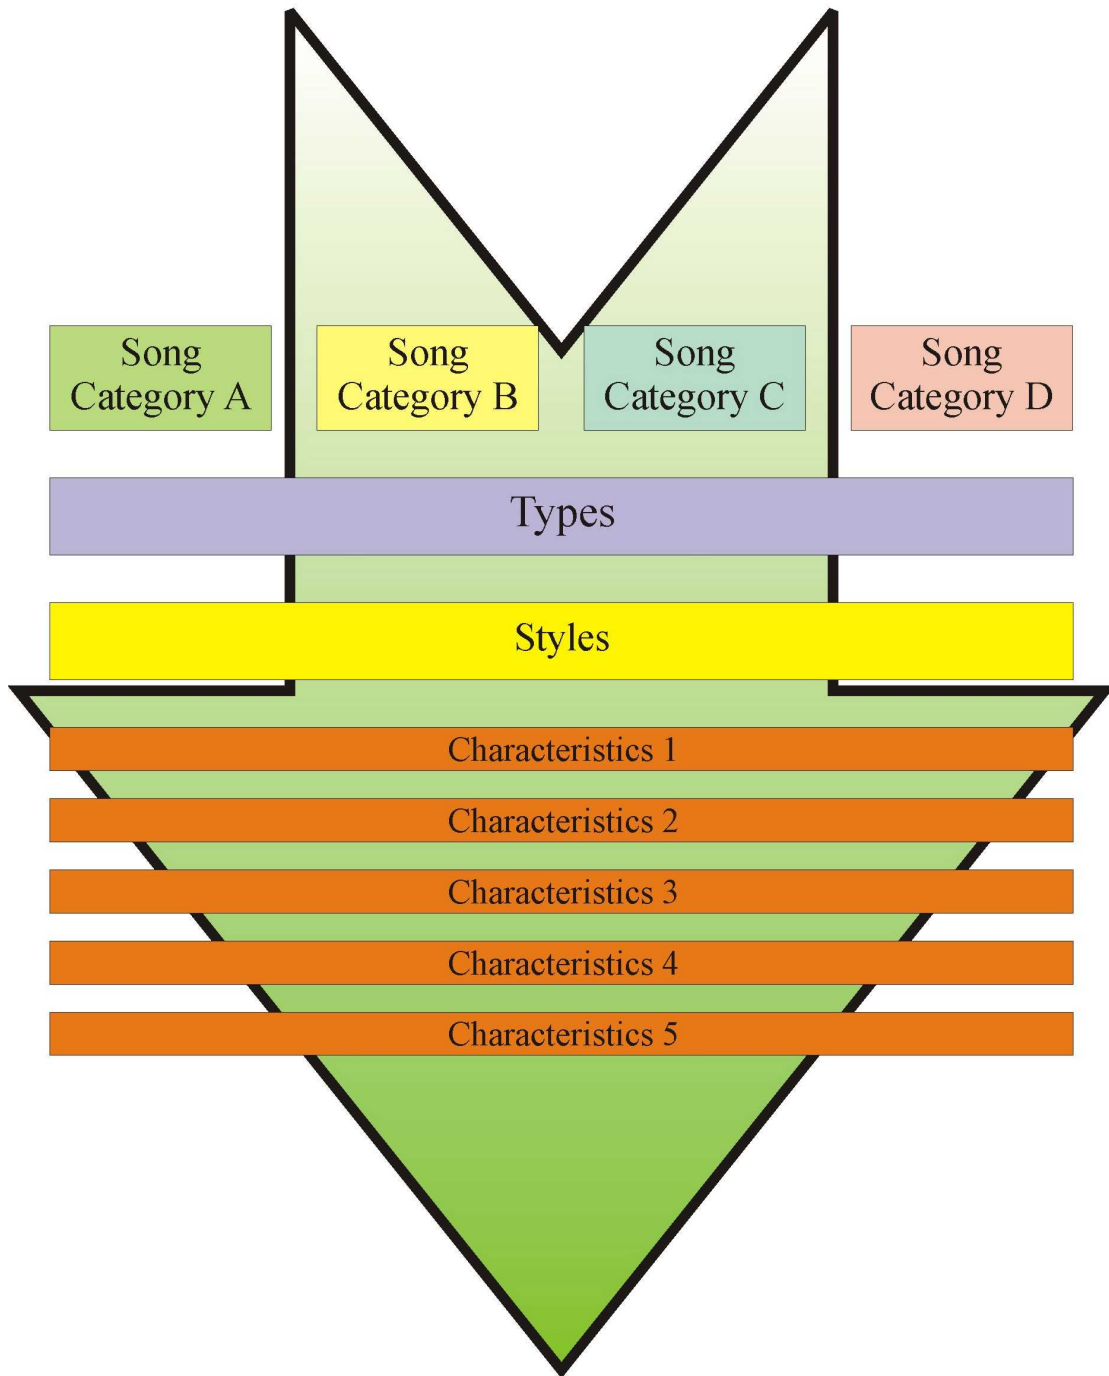 Song
Category A
Song
Category B
Song
Category C
Song
Category D
Types
Styles
Characteristics 1
Characteristics 2
Characteristics 3
Characteristics 4
Characteristics 5